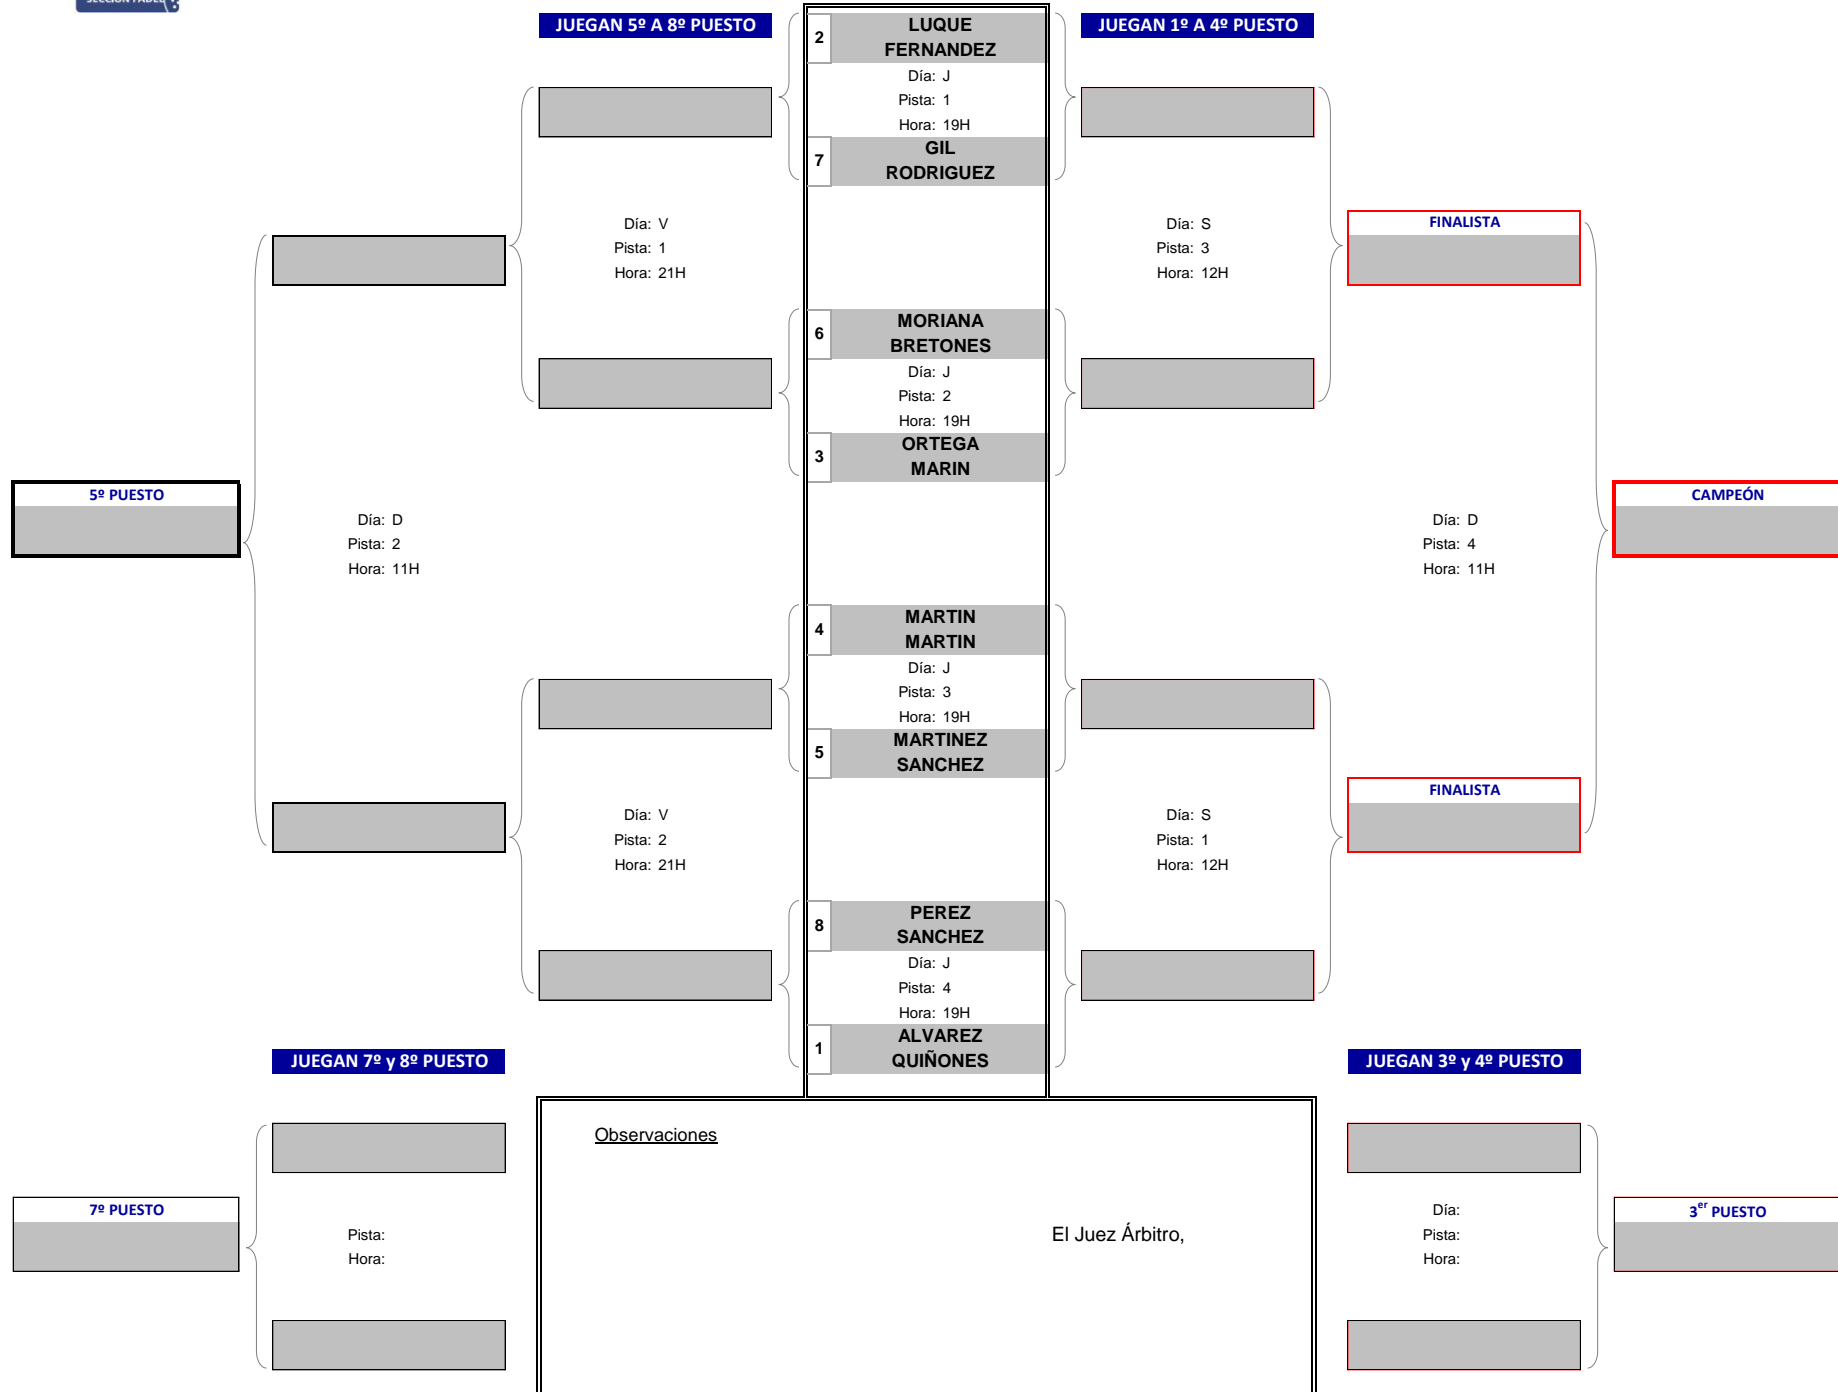 SECCIÓN PÁDEL
JUEGAN 5º A 8º PUESTO
2
LUQUE
FERNANDEZ
JUEGAN 1º A 4º PUESTO
Día: J
Pista: 1
Hora: 19H
7
GIL
RODRIGUEZ
Día: V
Pista: 1
Hora: 21H
Día: S
Pista: 3
Hora: 12H
FINALISTA
6
MORIANA
BRETONES
Día: J
Pista: 2
Hora: 19H
3
ORTEGA
MARIN
5º PUESTO
Día: D
Pista: 2
Hora: 11H
Día: D
Pista: 4
Hora: 11H
CAMPEÓN
4
MARTIN
MARTIN
Día: J
Pista: 3
Hora: 19H
5
MARTINEZ
SANCHEZ
Día: V
Pista: 2
Hora: 21H
Día: S
Pista: 1
Hora: 12H
FINALISTA
8
PEREZ
SANCHEZ
Día: J
Pista: 4
Hora: 19H
1
ALVAREZ
QUIÑONES
JUEGAN 7º y 8º PUESTO
JUEGAN 3º y 4º PUESTO
Observaciones
7º PUESTO
Pista:
Hora:
El Juez Árbitro,
Día:
Pista:
Hora:
3er PUESTO